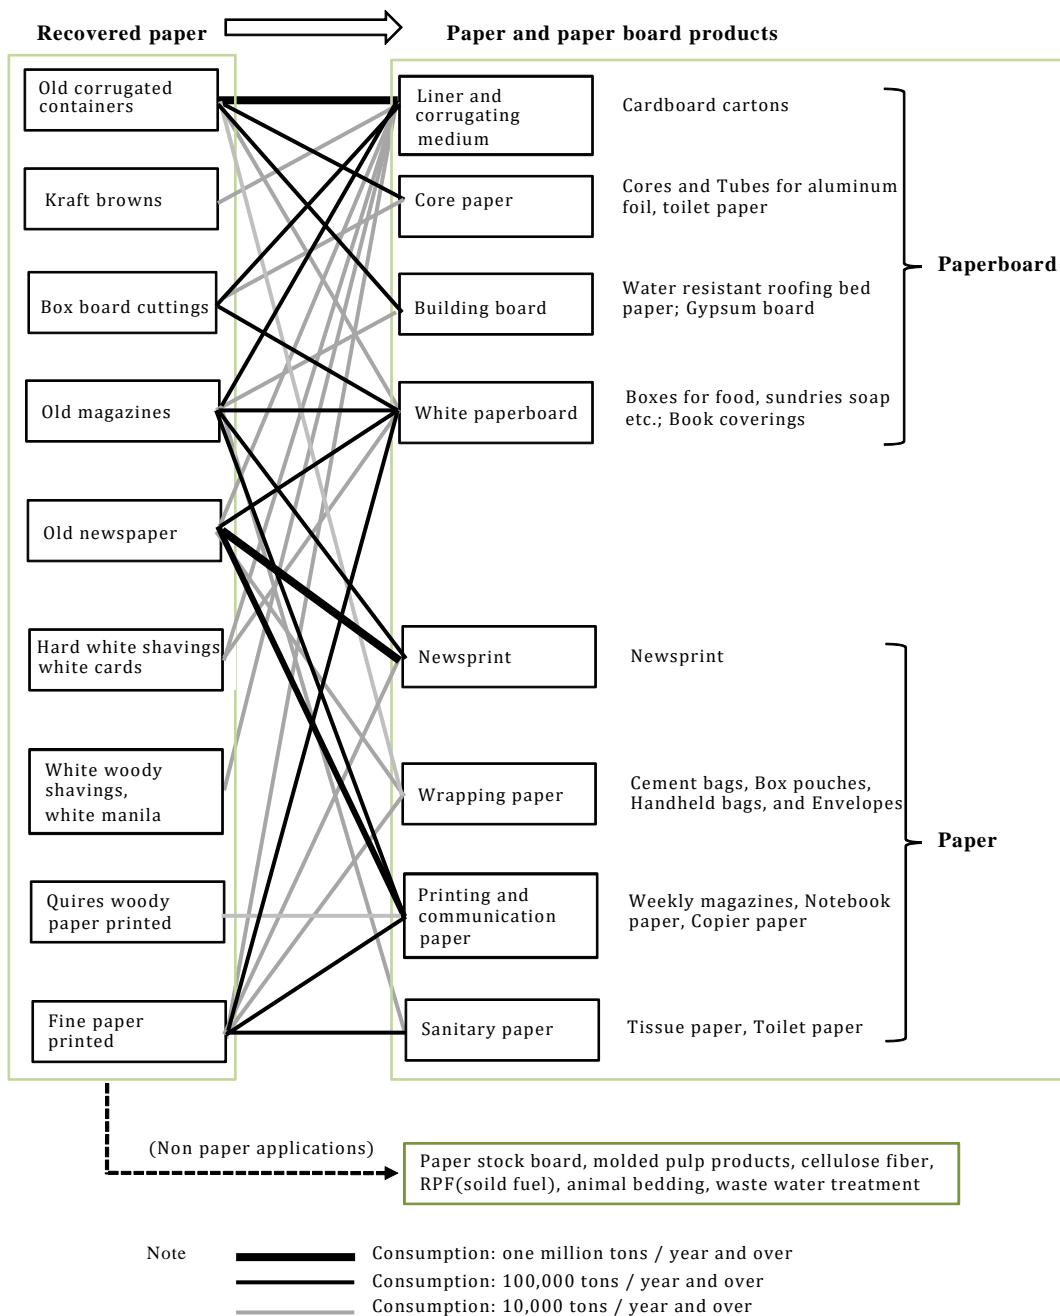 Recovered paper
Paper and paper board products
Old corrugated
containers
Liner and
corrugating
medium
Cardboard cartons
Kraft browns
Core paper
Cores and Tubes for aluminum
foil, toilet paper
Paperboard
Box board cuttings
Building board
Water resistant roofing bed
paper; Gypsum board
Old magazines
White paperboard
Boxes for food, sundries soap
etc.; Book coverings
Old newspaper
Hard white shavings
white cards
Newsprint
Newsprint
White woody
shavings,
white manila
Wrapping paper
Cement bags, Box pouches,
Handheld bags, and Envelopes
Paper
Quires woody
paper printed
Printing and
communication
paper
Weekly magazines, Notebook
paper, Copier paper
Fine paper
printed
Sanitary paper
Tissue paper, Toilet paper
(Non paper applications)
Paper stock board, molded pulp products, cellulose fiber,
RPF(soild fuel), animal bedding, waste water treatment
Note
Consumption: one million tons / year and over
Consumption: 100,000 tons / year and over
Consumption: 10,000 tons / year and over